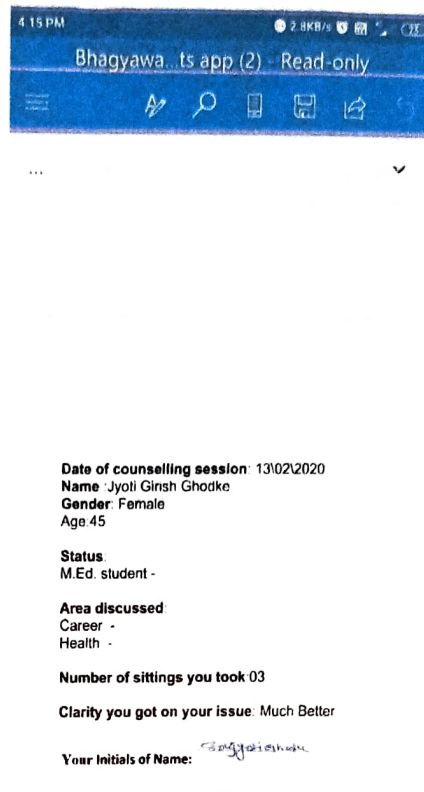 4 15 PM
2.8KB/s
Bhagyawa...ts app (2) - Read-only
...
Date of counselling session: 13\02\2020
Name :Jyoti Girish Ghodke
Gender: Female
Age:45
Status:
M.Ed. student -
Area discussed:
Career -
Health -
Number of sittings you took:03
Clarity you got on your issue: Much Better
Your Initials of Name: